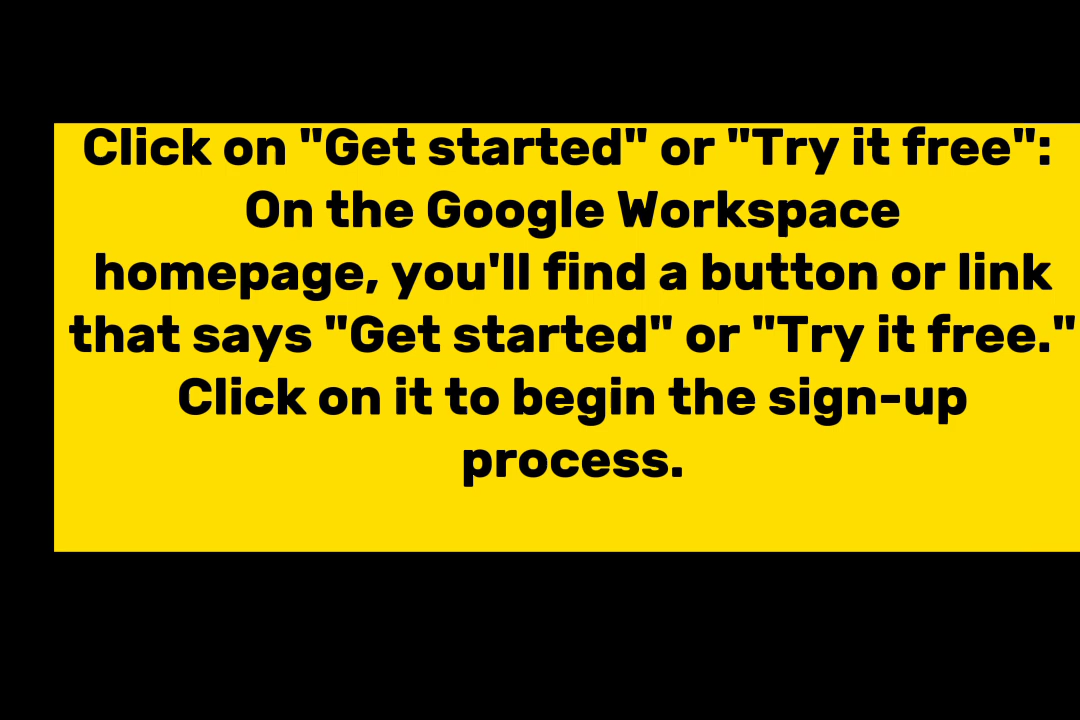 Click on "Get started" or "Try it free":
On the Google Workspace
homepage, you'll find a button or link
that says "Get started" or "Try it free."
Click on it to begin the sign-up
process.